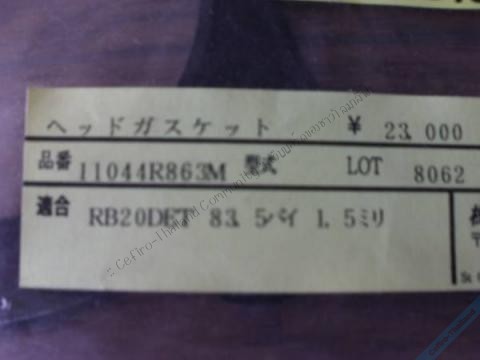 ヘッドガスケット ¥ 23,000
品番 11044R863M 型式 LOT 8062
適合 RB20DET 83.5パイ 1.5ミリ
〒